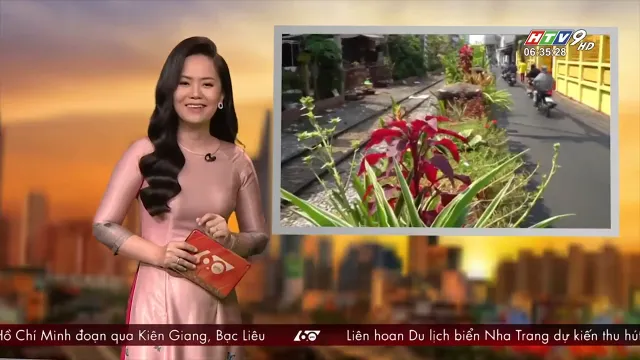 HTV9 HD
06:35:28
Hồ Chí Minh đoạn qua Kiên Giang, Bạc Liêu
60
Liên hoan Du lịch biển Nha Trang dự kiến thu